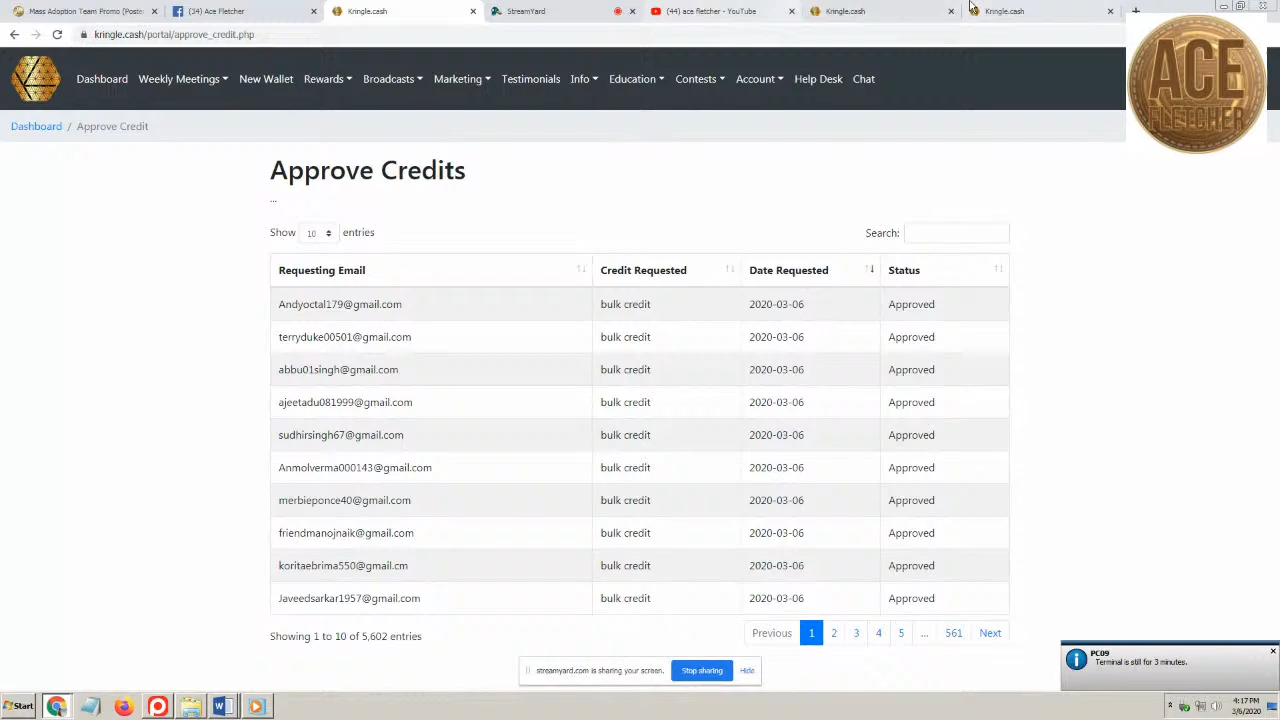 Mass Adoption Team Promo (Poste
(34) Ace Fletcher
Kringle.cash
StreamYard
(44) ace fletcher - YouTube
Kringle.cash
Kringle.cash
kringle.cash/portal/approve_credit.php
Dashboard Weekly Meetings New Wallet Rewards Broadcasts Marketing Testimonials Info Education Contests Account Help Desk Chat
ACE
FLETCHER
Dashboard / Approve Credit
Approve Credits
...
Show 10 entries Search:
Requesting Email Credit Requested Date Requested Status
Andyoctal179@gmail.com bulk credit 2020-03-06 Approved
terryduke00501@gmail.com bulk credit 2020-03-06 Approved
abbu01singh@gmail.com bulk credit 2020-03-06 Approved
ajeetadu081999@gmail.com bulk credit 2020-03-06 Approved
sudhirsingh67@gmail.com bulk credit 2020-03-06 Approved
Anmolverma000143@gmail.com bulk credit 2020-03-06 Approved
merbieponce40@gmail.com bulk credit 2020-03-06 Approved
friendmanojnaik@gmail.com bulk credit 2020-03-06 Approved
koritaebrima550@gmail.cm bulk credit 2020-03-06 Approved
Javeedsarkar1957@gmail.com bulk credit 2020-03-06 Approved
Showing 1 to 10 of 5,602 entries Previous 1 2 3 4 5 ... 561 Next
PC09
Terminal is still for 3 minutes.
streamyard.com is sharing your screen. Stop sharing Hide
Start
4:17 PM
3/6/2020